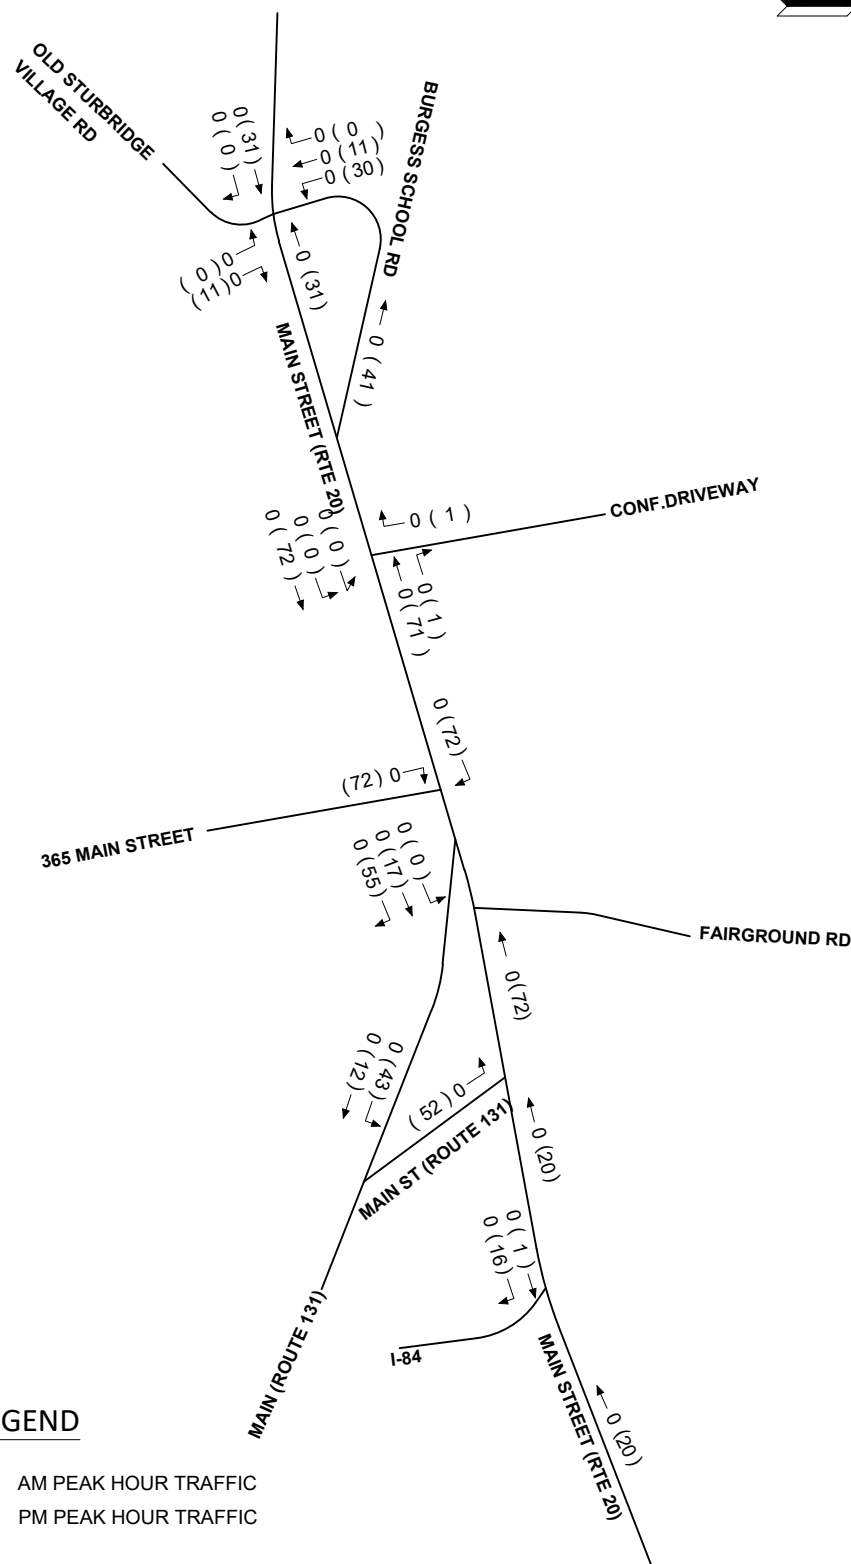 OLD STURBRIDGE
VILLAGE RD
BURGESS SCHOOL RD
0 (31)
0 ( 0 )
0 ( 0 )
0 (11)
0 (30)
( 0 ) 0
(11) 0
0 (31)
0 ( 41 )
MAIN STREET (RTE 20)
0 ( 1 )
CONF.DRIVEWAY
0 ( 0 )
0 ( 0 )
0 ( 72 )
0 ( 1 )
0 ( 71 )
0 (72)
(72) 0
365 MAIN STREET
0 ( 0 )
0 (17)
0 (55)
FAIRGROUND RD
0 (72)
0 (43)
0 (12)
( 52 ) 0
MAIN ST (ROUTE 131)
0 (20)
0 ( 1 )
0 (16)
MAIN (ROUTE 131)
I-84
MAIN STREET (RTE 20)
0 (20)
GEND
AM PEAK HOUR TRAFFIC
PM PEAK HOUR TRAFFIC